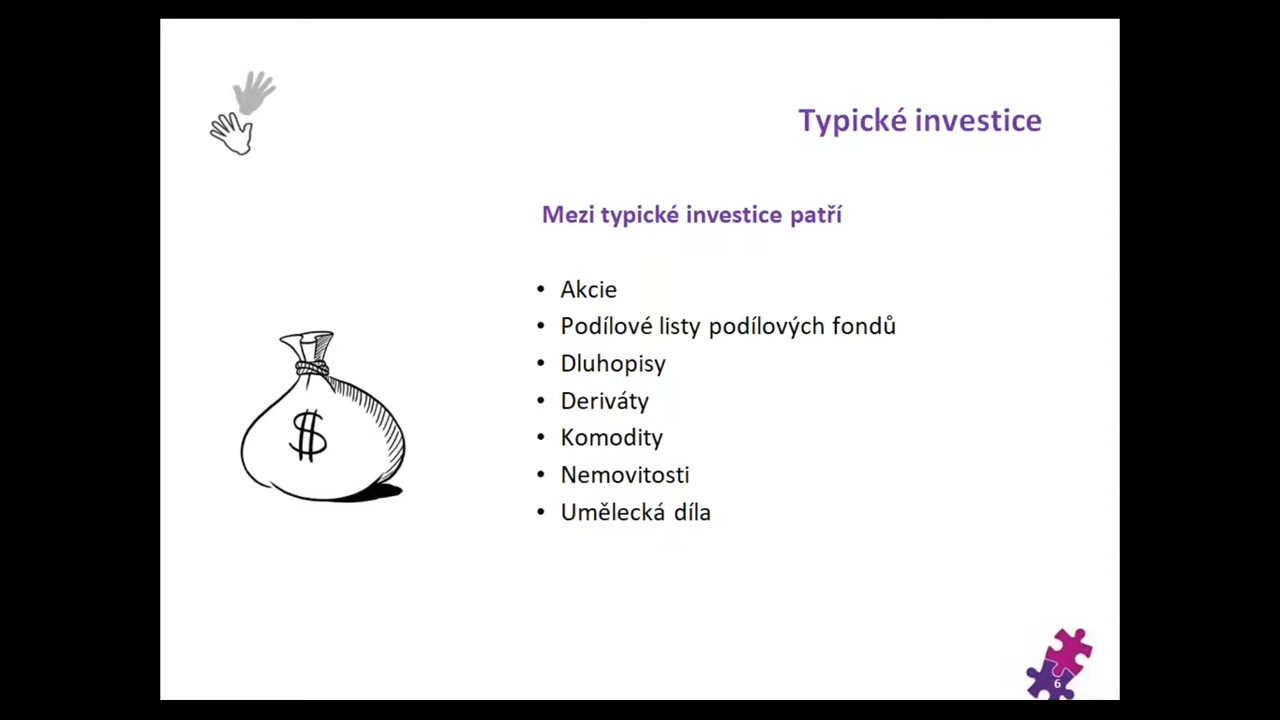 Typické investice
Mezi typické investice patří
• Akcie
• Podílové listy podílových fondů
• Dluhopisy
• Deriváty
• Komodity
• Nemovitosti
• Umělecká díla
$
6